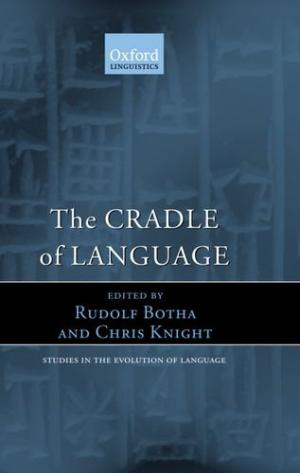 Oxford
LINGUISTICS
The CRADLE
of LANGUAGE
EDITED BY
RUDOLF BOTHA
AND CHRIS KNIGHT
STUDIES IN THE EVOLUTION OF LANGUAGE